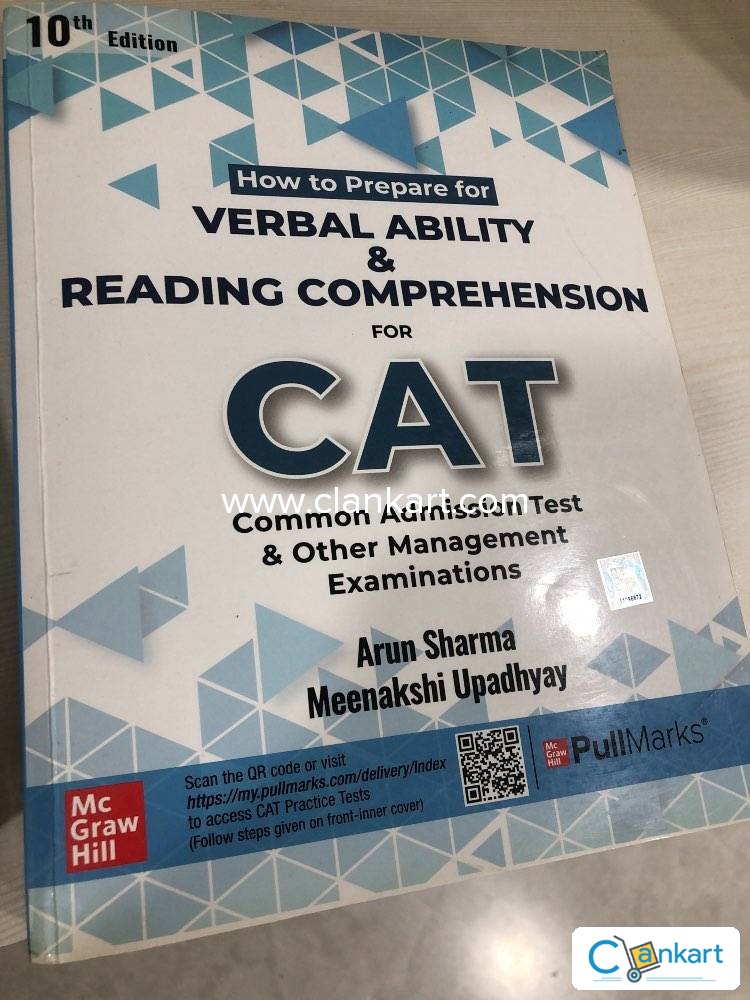 10th Edition
How to Prepare for
VERBAL ABILITY
&
READING COMPREHENSION
FOR
CAT
www.clankart.com
Common Admission Test
& Other Management
Examinations
Arun Sharma
Meenakshi Upadhyay
Mc
Graw
Hill
Scan the QR code or visit
https://my.pullmarks.com/delivery/Index
to access CAT Practice Tests
(Follow steps given on front-inner cover)
Mc
Graw
Hill
PullMarks®
Clankart